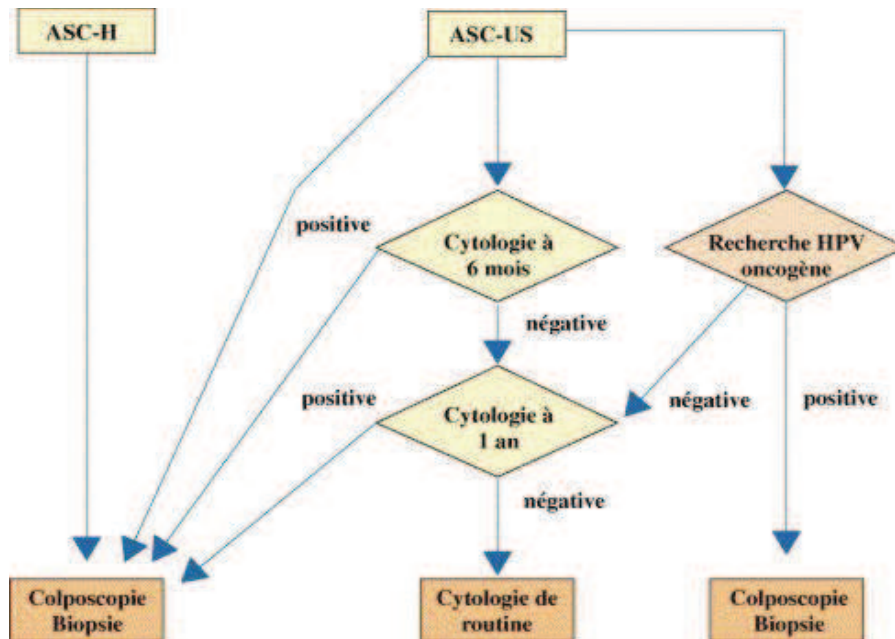 ASC-H
ASC-US
positive
Cytologie à
6 mois
Recherche HPV
oncogène
négative
positive
Cytologie à
1 an
négative
positive
négative
Colposcopie
Biopsie
Cytologie de
routine
Colposcopie
Biopsie